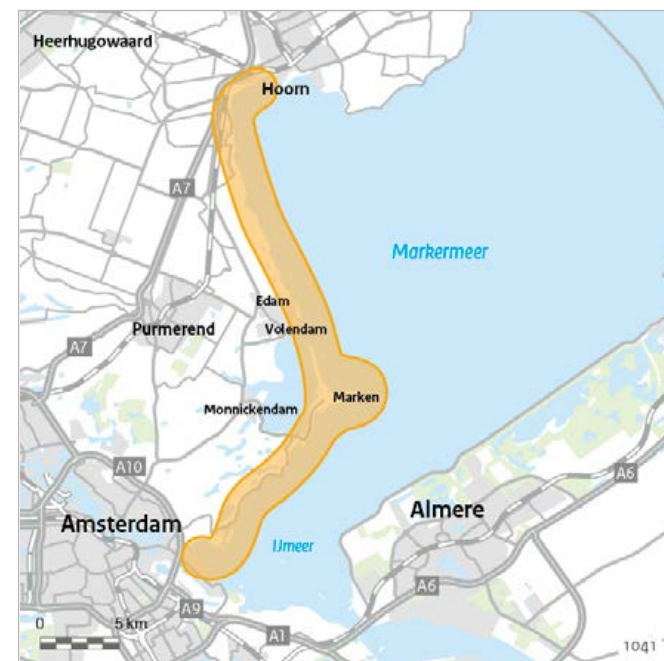 Heerhugowaard
Hoorn
A7
Markermeer
Edam
Purmerend
Volendam
A7
Marken
Monnickendam
A10
A6
Almere
Amsterdam
IJmeer
A6
A9
0
5 km
A1
1041